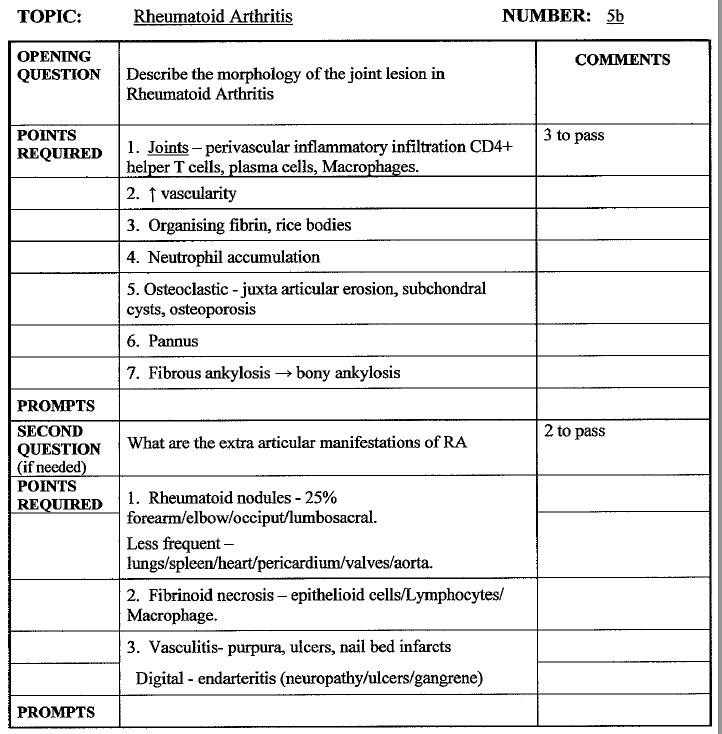 TOPIC: Rheumatoid Arthritis NUMBER: 5b
OPENING QUESTION
Describe the morphology of the joint lesion in
Rheumatoid Arthritis
COMMENTS
POINTS REQUIRED
1. Joints – perivascular inflammatory infiltration CD4+
helper T cells, plasma cells, Macrophages.
3 to pass
2. ↑ vascularity
3. Organising fibrin, rice bodies
4. Neutrophil accumulation
5. Osteoclastic - juxta articular erosion, subchondral
cysts, osteoporosis
6. Pannus
7. Fibrous ankylosis → bony ankylosis
PROMPTS
SECOND QUESTION (if needed)
What are the extra articular manifestations of RA
2 to pass
POINTS REQUIRED
1. Rheumatoid nodules - 25%
forearm/elbow/occiput/lumbosacral.
Less frequent –
lungs/spleen/heart/pericardium/valves/aorta.
2. Fibrinoid necrosis – epithelioid cells/Lymphocytes/
Macrophage.
3. Vasculitis- purpura, ulcers, nail bed infarcts
Digital - endarteritis (neuropathy/ulcers/gangrene)
PROMPTS